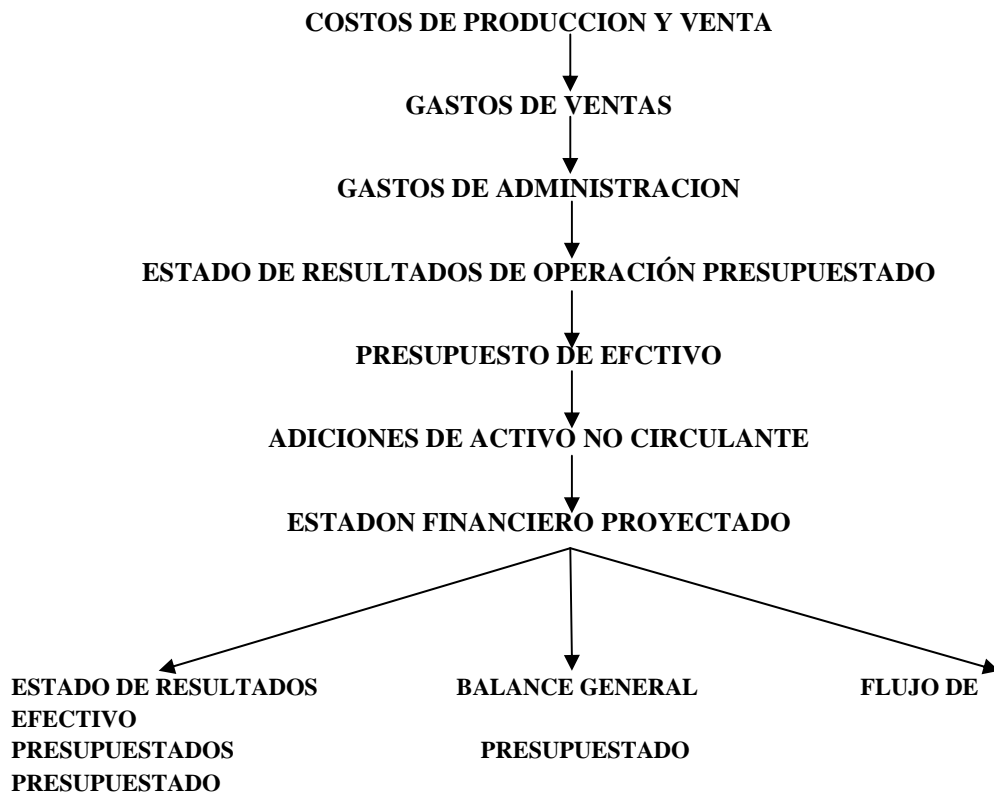 COSTOS DE PRODUCCION Y VENTA
GASTOS DE VENTAS
GASTOS DE ADMINISTRACION
ESTADO DE RESULTADOS DE OPERACIÓN PRESUPUESTADO
PRESUPUESTO DE EFCTIVO
ADICIONES DE ACTIVO NO CIRCULANTE
ESTADON FINANCIERO PROYECTADO
ESTADO DE RESULTADOS BALANCE GENERAL FLUJO DE
EFECTIVO
PRESUPUESTADOS PRESUPUESTADO
PRESUPUESTADO